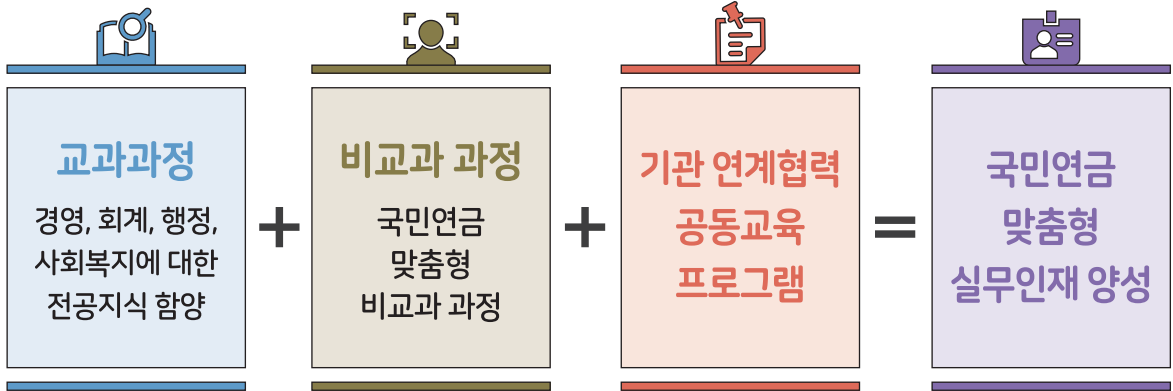 교과과정
경영, 회계, 행정,
사회복지에 대한
전공지식 함양
+
비교과 과정
국민연금
맞춤형
비교과 과정
+
기관 연계협력
공동교육
프로그램
=
국민연금
맞춤형
실무인재 양성